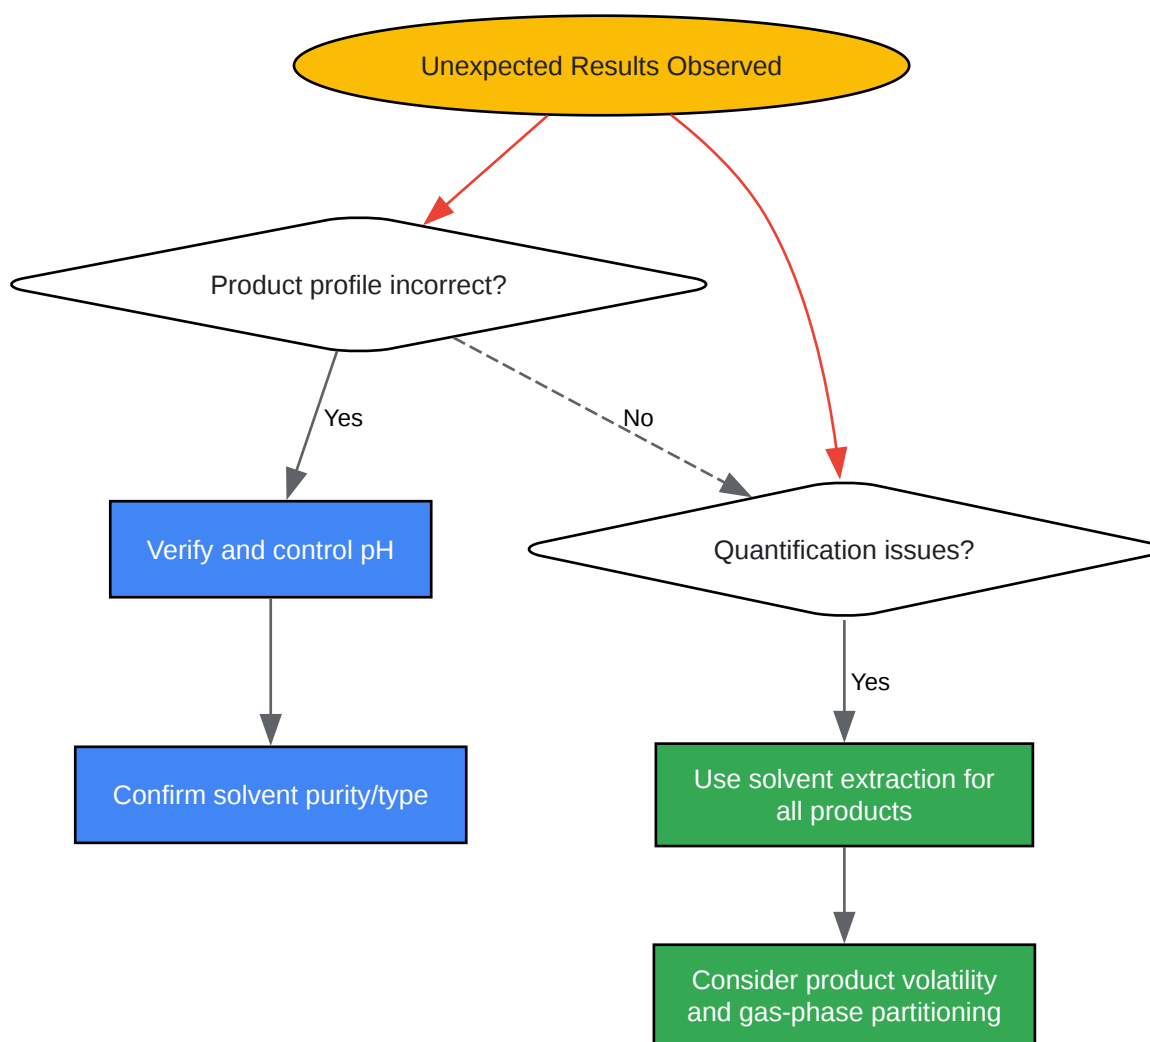 Unexpected Results Observed
Product profile incorrect?
Yes
No
Verify and control pH
Quantification issues?
Yes
Confirm solvent purity/type
Use solvent extraction for
all products
Consider product volatility
and gas-phase partitioning